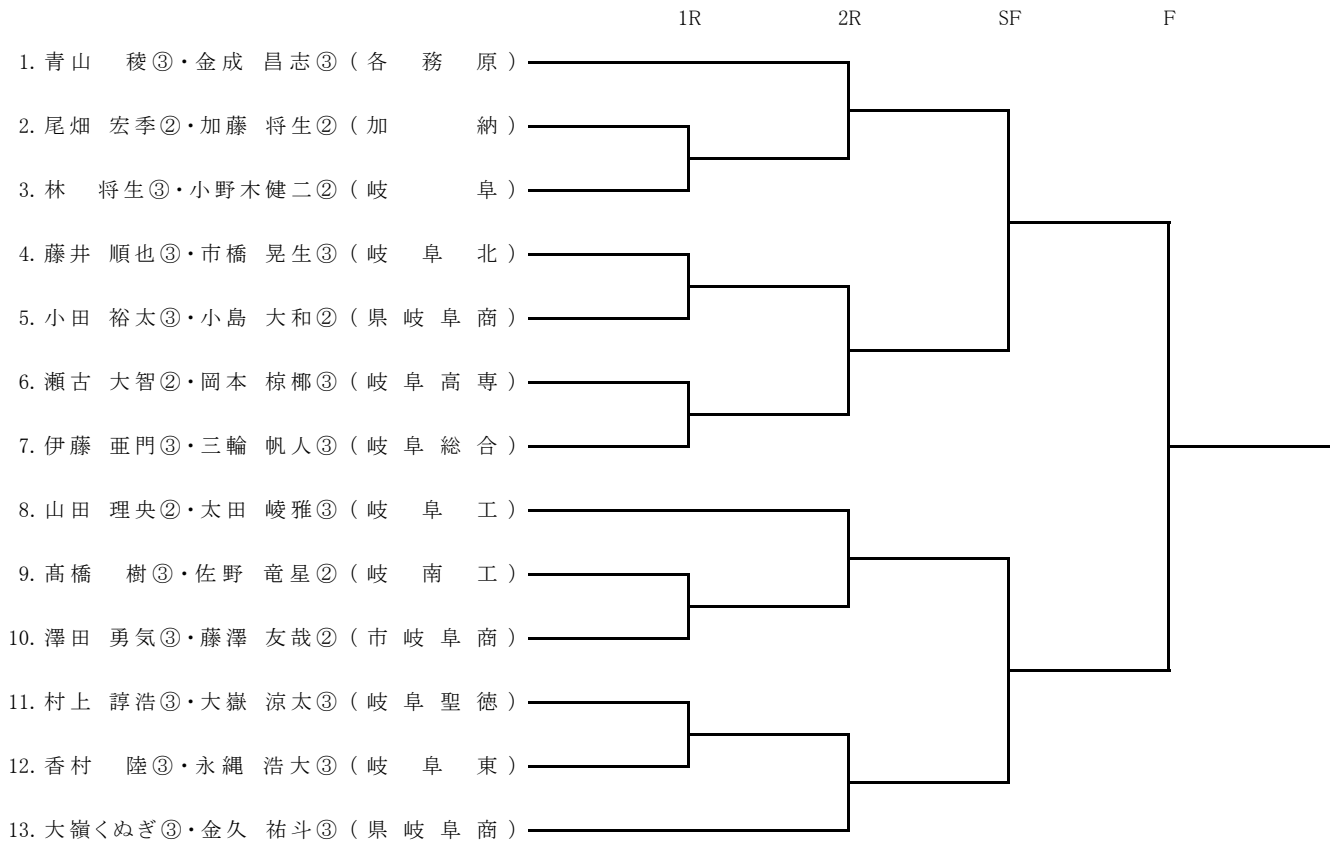 1R 2R SF F
1. 青山 稜③・金成 昌志③ (各務原)
2. 尾畑 宏季②・加藤 将生② (加納)
3. 林 将生③・小野木健二② (岐阜)
4. 藤井 順也③・市橋 晃生③ (岐阜北)
5. 小田 裕太③・小島 大和② (県岐阜商)
6. 瀬古 大智②・岡本 椋椰③ (岐阜高専)
7. 伊藤 亜門③・三輪 帆人③ (岐阜総合)
8. 山田 理央②・太田 崚雅③ (岐阜工)
9. 髙橋 樹③・佐野 竜星② (岐南工)
10. 澤田 勇気③・藤澤 友哉② (市岐阜商)
11. 村上 諄浩③・大嶽 涼太③ (岐阜聖徳)
12. 香村 陸③・永縄 浩大③ (岐阜東)
13. 大嶺くぬぎ③・金久 祐斗③ (県岐阜商)